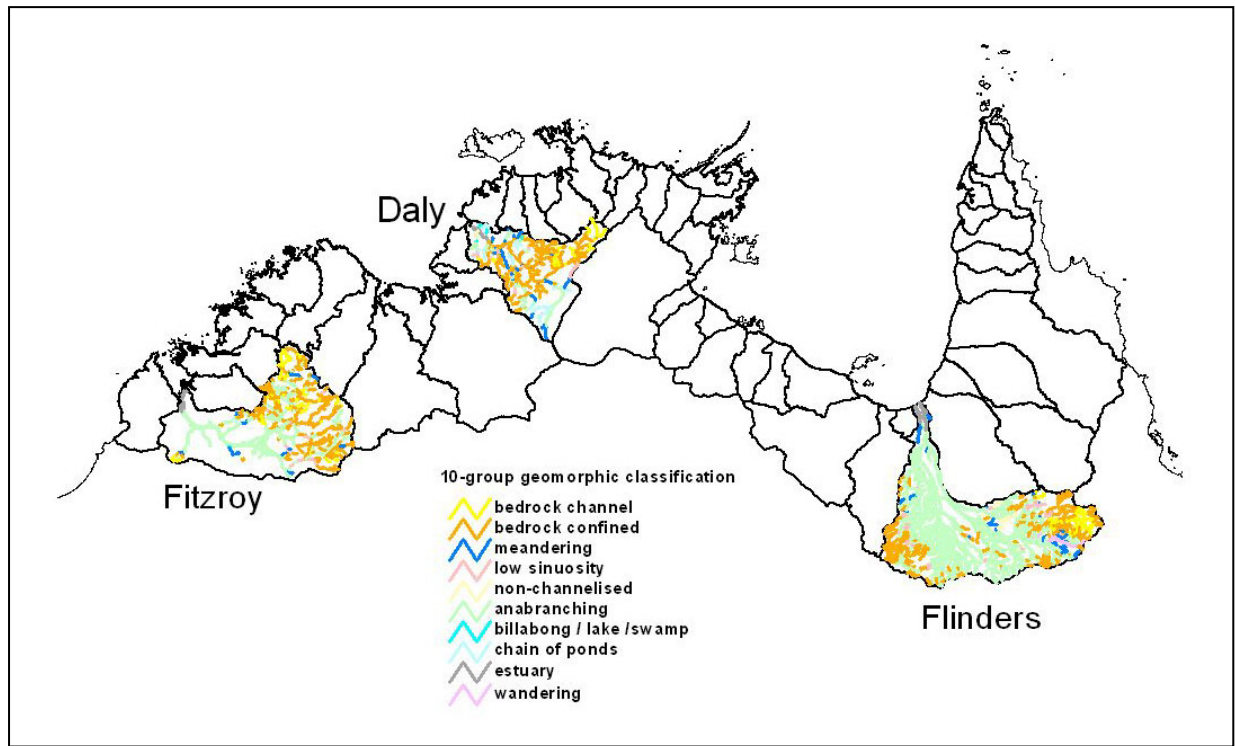 Daly
Fitzroy
10-group geomorphic classification
bedrock channel
bedrock confined
meandering
low sinuosity
non-channelised
anabranching
billabong / lake /swamp
chain of ponds
estuary
wandering
Flinders